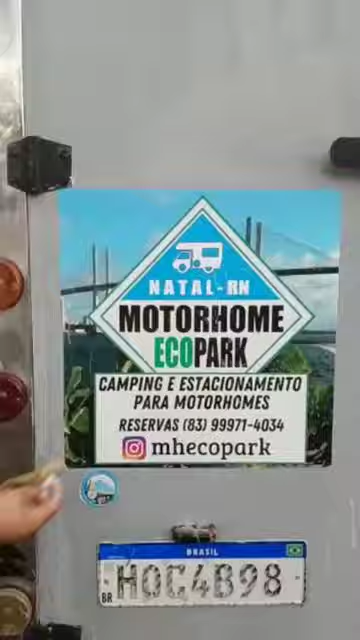 NATAL-RN
MOTORHOME
ECOPARK
CAMPING E ESTACIONAMENTO
PARA MOTORHOMES
RESERVAS (83) 99971-4034
mhecopark
BRASIL
BR
HOC4B98